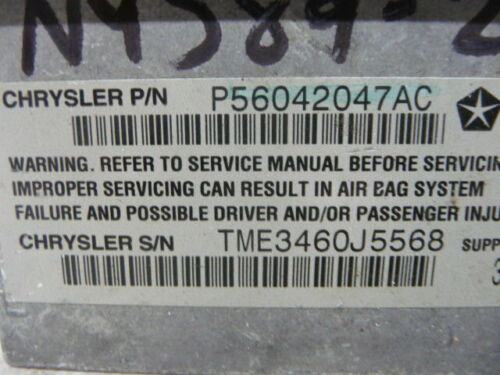 NY389-2
CHRYSLER P/N P56042047AC
WARNING. REFER TO SERVICE MANUAL BEFORE SERVICIN
IMPROPER SERVICING CAN RESULT IN AIR BAG SYSTEM
FAILURE AND POSSIBLE DRIVER AND/OR PASSENGER INJU
CHRYSLER S/N TME3460J5568 SUPP
3